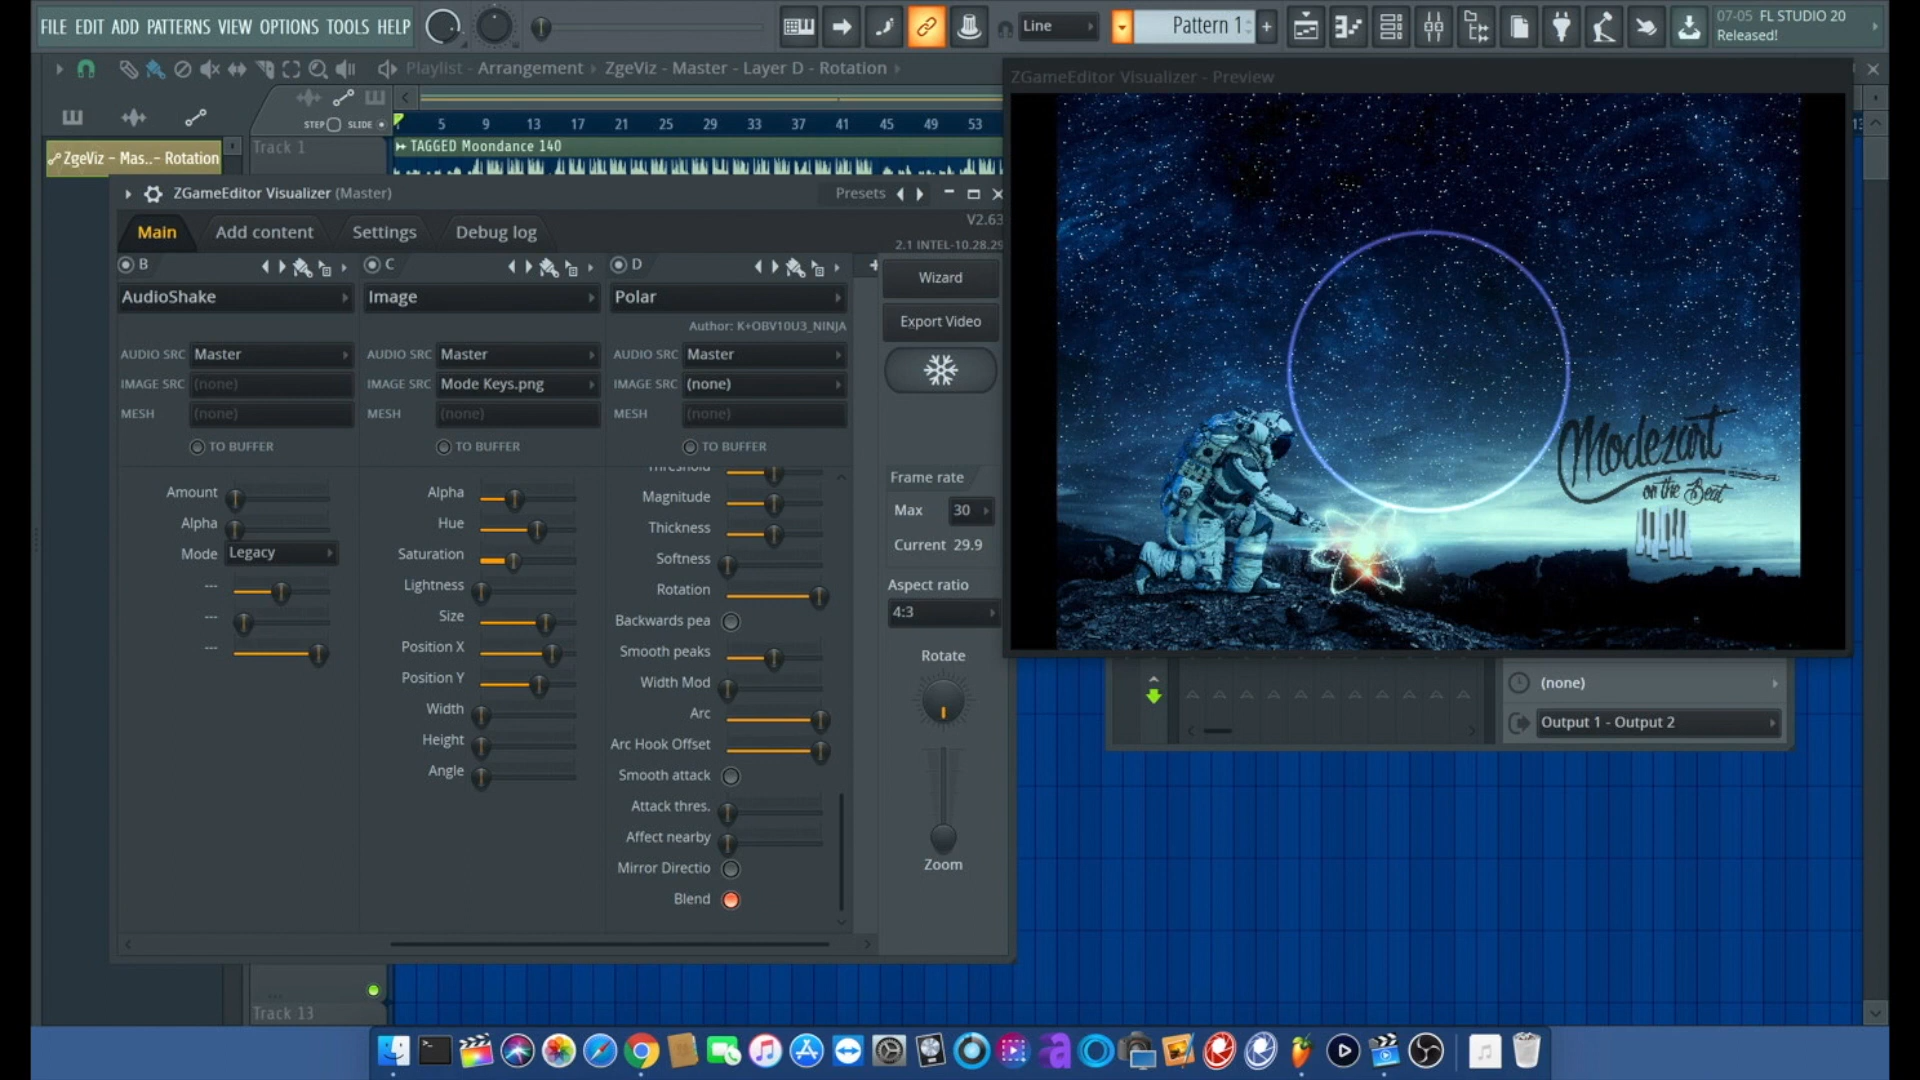 FILE EDIT ADD PATTERNS VIEW OPTIONS TOOLS HELP
Line
Pattern 1
07-05 FL STUDIO 20
Released!
Playlist - Arrangement › ZgeViz - Master - Layer D - Rotation ›
STEP SLIDE
1 5 9 13 17 21 25 29 33 37 41 45 49 53
ZgeViz - Mas..- Rotation
Track 1
TAGGED Moondance 140
ZGameEditor Visualizer (Master)
Presets
Main
Add content
Settings
Debug log
V2.63
2.1 INTEL-10.28.29
B
C
D
AudioShake
Image
Polar
Author: K+OBV10U3_NINJA
AUDIO SRC Master
AUDIO SRC Master
AUDIO SRC Master
IMAGE SRC (none)
IMAGE SRC Mode Keys.png
IMAGE SRC (none)
MESH (none)
MESH (none)
MESH (none)
TO BUFFER
TO BUFFER
TO BUFFER
Amount
Alpha
Mode Legacy
---
---
---
Alpha
Hue
Saturation
Lightness
Size
Position X
Position Y
Width
Height
Angle
Threshold
Magnitude
Thickness
Softness
Rotation
Backwards pea
Smooth peaks
Width Mod
Arc
Arc Hook Offset
Smooth attack
Attack thres.
Affect nearby
Mirror Directio
Blend
Wizard
Export Video
Frame rate
Max 30
Current 29.9
Aspect ratio
4:3
Rotate
Zoom
ZGameEditor Visualizer - Preview
Modezart
on the Beat
(none)
Output 1 - Output 2
Track 13